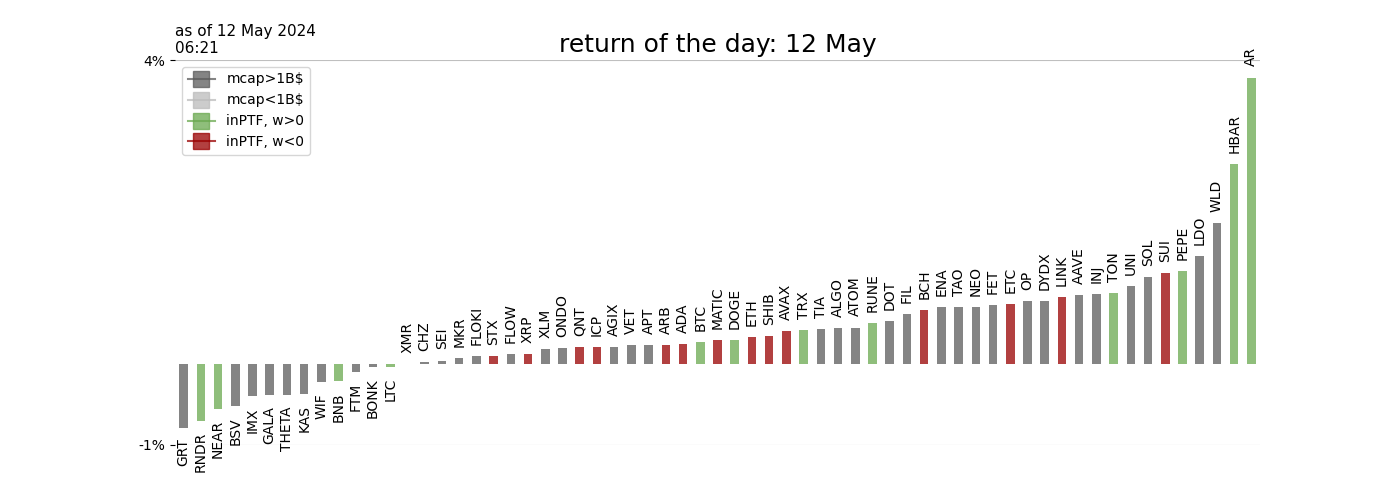 as of 12 May 2024
06:21
return of the day: 12 May
4%
-1%
mcap>1B$
mcap<1B$
inPTF, w>0
inPTF, w<0
GRT
RNDR
NEAR
BSV
IMX
GALA
THETA
KAS
WIF
BNB
FTM
BONK
LTC
XMR
CHZ
SEI
MKR
FLOKI
STX
FLOW
XRP
XLM
ONDO
QNT
ICP
AGIX
VET
APT
ARB
ADA
BTC
MATIC
DOGE
ETH
SHIB
AVAX
TRX
TIA
ALGO
ATOM
RUNE
DOT
FIL
BCH
ENA
TAO
NEO
FET
ETC
OP
DYDX
LINK
AAVE
INJ
TON
UNI
SOL
SUI
PEPE
LDO
WLD
HBAR
AR